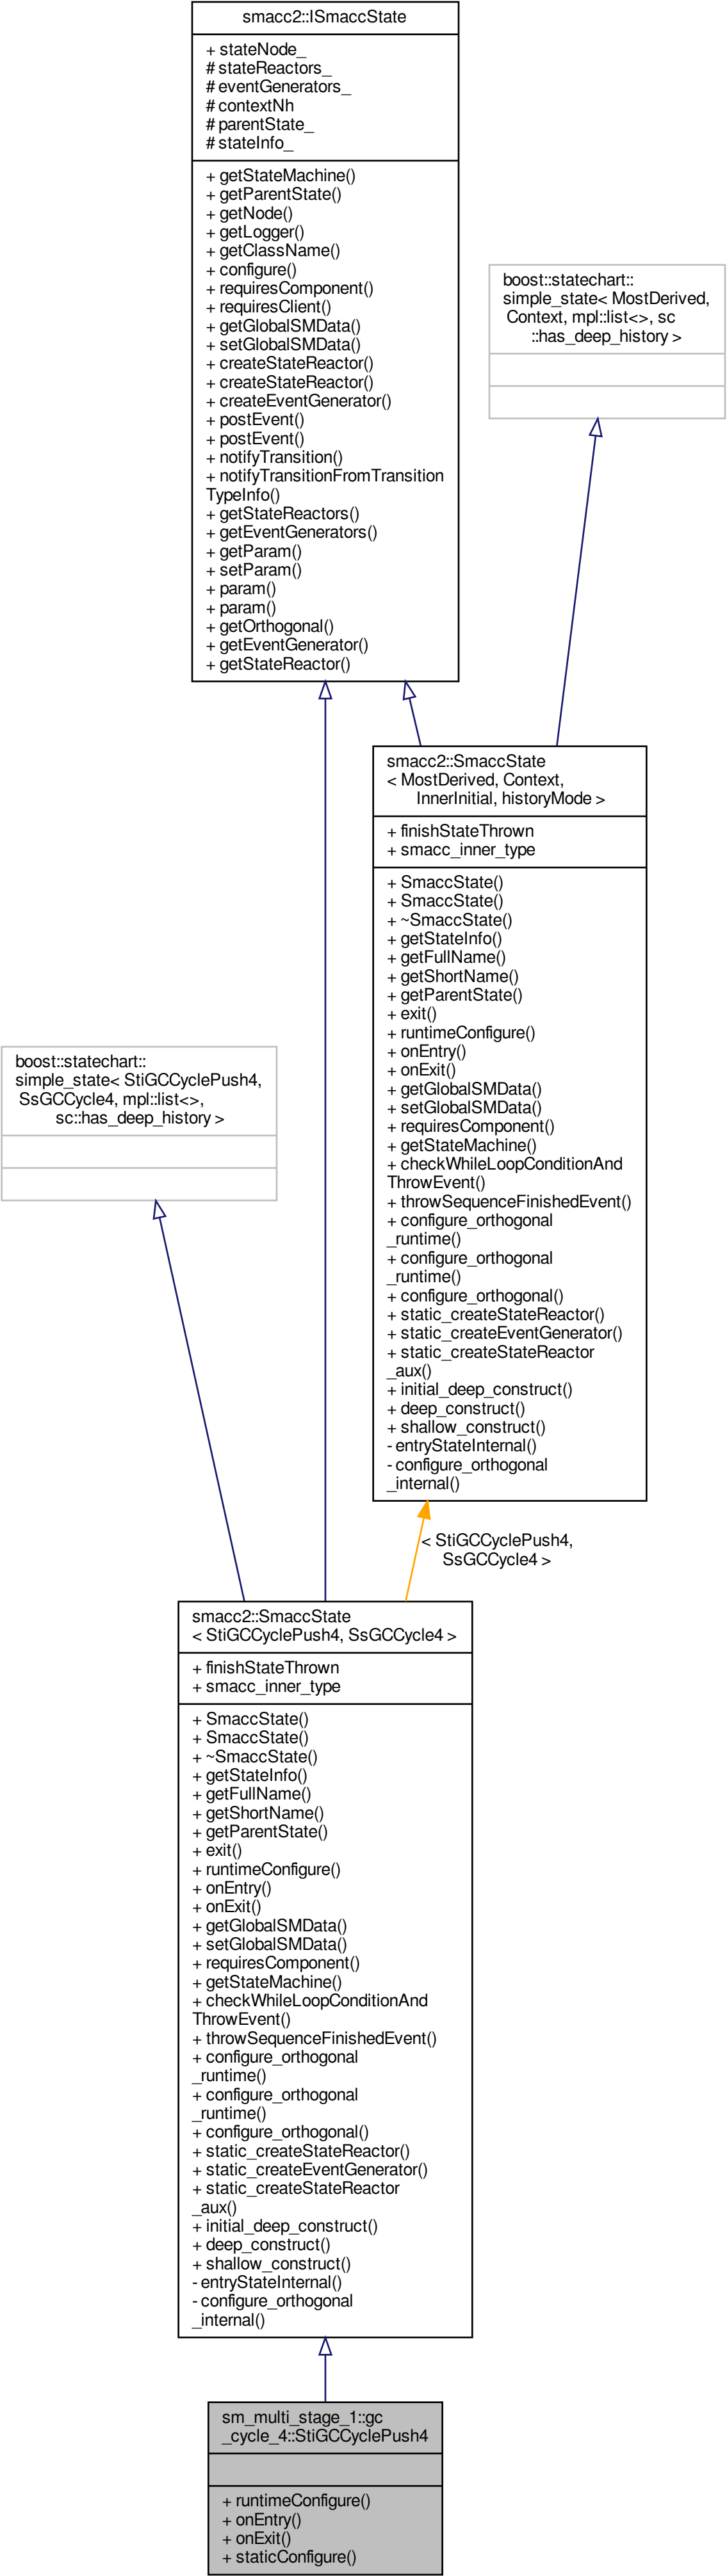 smacc2::ISmaccState
+ stateNode_
# stateReactors_
# eventGenerators_
# contextNh
# parentState_
# stateInfo_
+ getStateMachine()
+ getParentState()
+ getNode()
+ getLogger()
+ getClassName()
+ configure()
+ requiresComponent()
+ requiresClient()
+ getGlobalSMData()
+ setGlobalSMData()
+ createStateReactor()
+ createStateReactor()
+ createEventGenerator()
+ postEvent()
+ postEvent()
+ notifyTransition()
+ notifyTransitionFromTransition
TypeInfo()
+ getStateReactors()
+ getEventGenerators()
+ getParam()
+ setParam()
+ param()
+ param()
+ getOrthogonal()
+ getEventGenerator()
+ getStateReactor()
boost::statechart::
simple_state< MostDerived,
Context, mpl::list<>, sc
::has_deep_history >
smacc2::SmaccState
< MostDerived, Context,
InnerInitial, historyMode >
+ finishStateThrown
+ smacc_inner_type
+ SmaccState()
+ SmaccState()
+ ~SmaccState()
+ getStateInfo()
+ getFullName()
+ getShortName()
+ getParentState()
+ exit()
+ runtimeConfigure()
+ onEntry()
+ onExit()
+ getGlobalSMData()
+ setGlobalSMData()
+ requiresComponent()
+ getStateMachine()
+ checkWhileLoopConditionAnd
ThrowEvent()
+ throwSequenceFinishedEvent()
+ configure_orthogonal
_runtime()
+ configure_orthogonal
_runtime()
+ configure_orthogonal()
+ static_createStateReactor()
+ static_createEventGenerator()
+ static_createStateReactor
_aux()
+ initial_deep_construct()
+ deep_construct()
+ shallow_construct()
- entryStateInternal()
- configure_orthogonal
_internal()
boost::statechart::
simple_state< StiGCCyclePush4,
SsGCCycle4, mpl::list<>,
sc::has_deep_history >
< StiGCCyclePush4,
SsGCCycle4 >
smacc2::SmaccState
< StiGCCyclePush4, SsGCCycle4 >
+ finishStateThrown
+ smacc_inner_type
+ SmaccState()
+ SmaccState()
+ ~SmaccState()
+ getStateInfo()
+ getFullName()
+ getShortName()
+ getParentState()
+ exit()
+ runtimeConfigure()
+ onEntry()
+ onExit()
+ getGlobalSMData()
+ setGlobalSMData()
+ requiresComponent()
+ getStateMachine()
+ checkWhileLoopConditionAnd
ThrowEvent()
+ throwSequenceFinishedEvent()
+ configure_orthogonal
_runtime()
+ configure_orthogonal
_runtime()
+ configure_orthogonal()
+ static_createStateReactor()
+ static_createEventGenerator()
+ static_createStateReactor
_aux()
+ initial_deep_construct()
+ deep_construct()
+ shallow_construct()
- entryStateInternal()
- configure_orthogonal
_internal()
sm_multi_stage_1::gc
_cycle_4::StiGCCyclePush4
+ runtimeConfigure()
+ onEntry()
+ onExit()
+ staticConfigure()